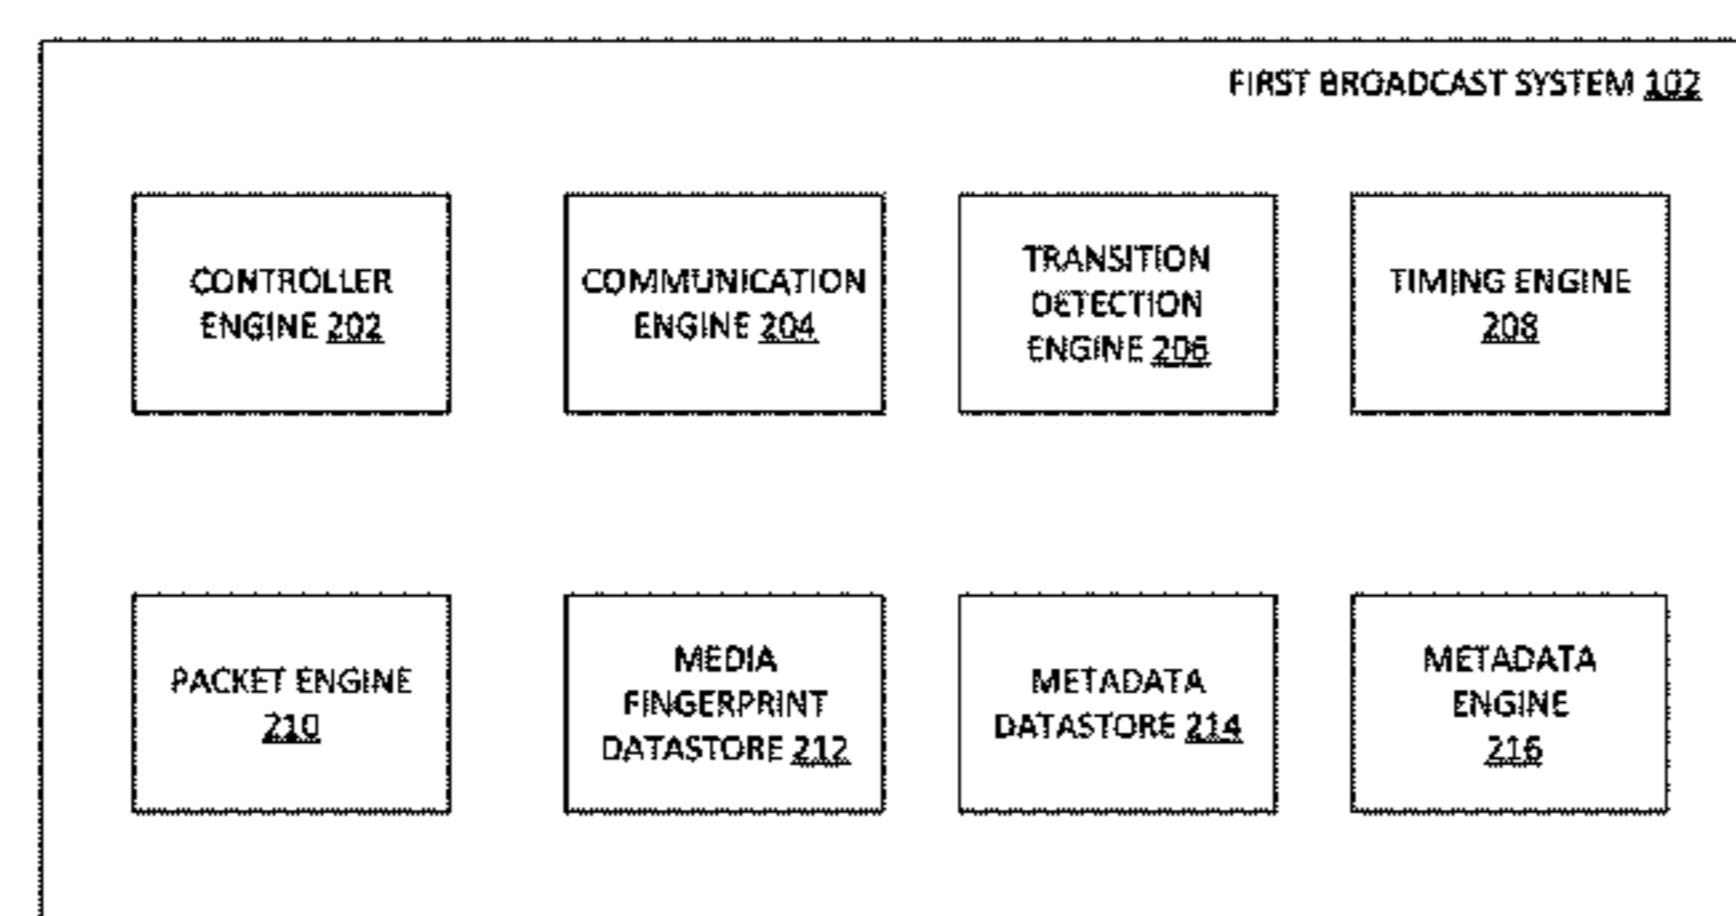 FIRST BROADCAST SYSTEM 102
CONTROLLER
ENGINE 202
COMMUNICATION
ENGINE 204
TRANSITION
DETECTION
ENGINE 206
TIMING ENGINE
208
PACKET ENGINE
210
MEDIA
FINGERPRINT
DATASTORE 212
METADATA
DATASTORE 214
METADATA
ENGINE
216